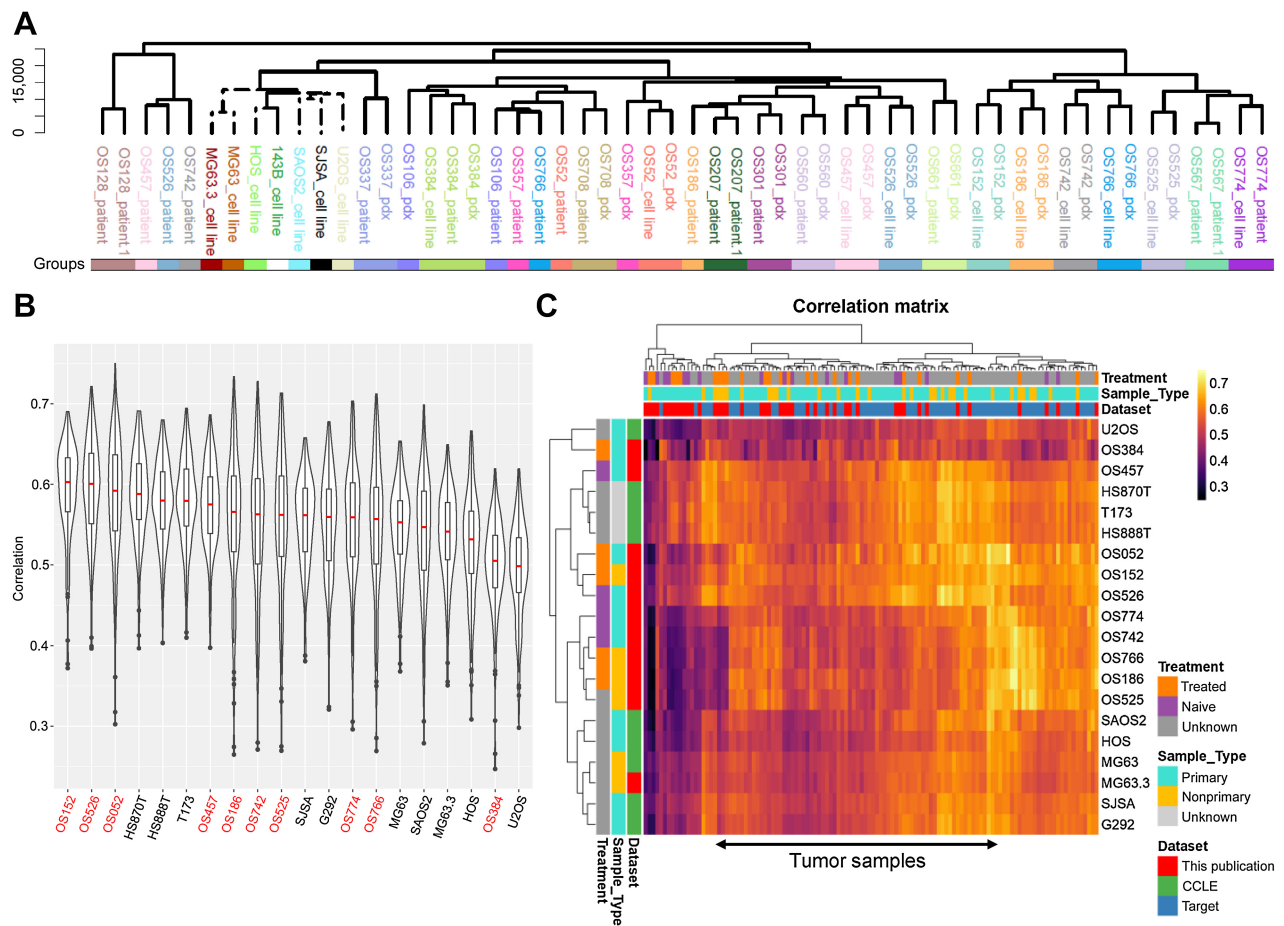 A
15,000
0
OS128_patient
OS128_patient.1
OS457_patient
OS526_patient
OS742_patient
MG63.3_cell line
MG63_cell line
HOS_cell line
143B_cell line
SAOS2_cell line
SJSA_cell line
U2OS_cell line
OS337_patient
OS337_pdx
OS106_pdx
OS384_cell line
OS384_patient
OS384_pdx
OS106_patient
OS357_patient
OS766_patient
OS52_patient
OS708_patient
OS708_pdx
OS357_pdx
OS52_cell line
OS52_pdx
OS186_patient
OS207_patient
OS207_patient.1
OS301_patient
OS301_pdx
OS560_patient
OS560_pdx
OS457_cell line
OS457_pdx
OS526_cell line
OS526_pdx
OS661_patient
OS661_pdx
OS152_cell line
OS152_pdx
OS186_cell line
OS186_pdx
OS742_cell line
OS742_pdx
OS766_cell line
OS766_pdx
OS525_cell line
OS525_pdx
OS567_patient
OS567_patient.1
OS774_cell line
OS774_patient
Groups
B
Correlation
0.7-
0.6-
0.5-
0.4-
0.3-
OS152
OS526
OS052
HS870T
HS888T
T173
OS457
OS186
OS742
OS525
SJSA
G292
OS774
OS766
MG63
SAOS2
MG63.3
HOS
OS384
U2OS
C
Correlation matrix
Treatment
Sample_Type
Dataset
U2OS
OS384
OS457
HS870T
T173
HS888T
OS052
OS152
OS526
OS774
OS742
OS766
OS186
OS525
SAOS2
HOS
MG63
MG63.3
SJSA
G292
Treatment
Sample_Type
Dataset
Tumor samples
0.7
0.6
0.5
0.4
0.3
Treatment
Treated
Naive
Unknown
Sample_Type
Primary
Nonprimary
Unknown
Dataset
This publication
CCLE
Target